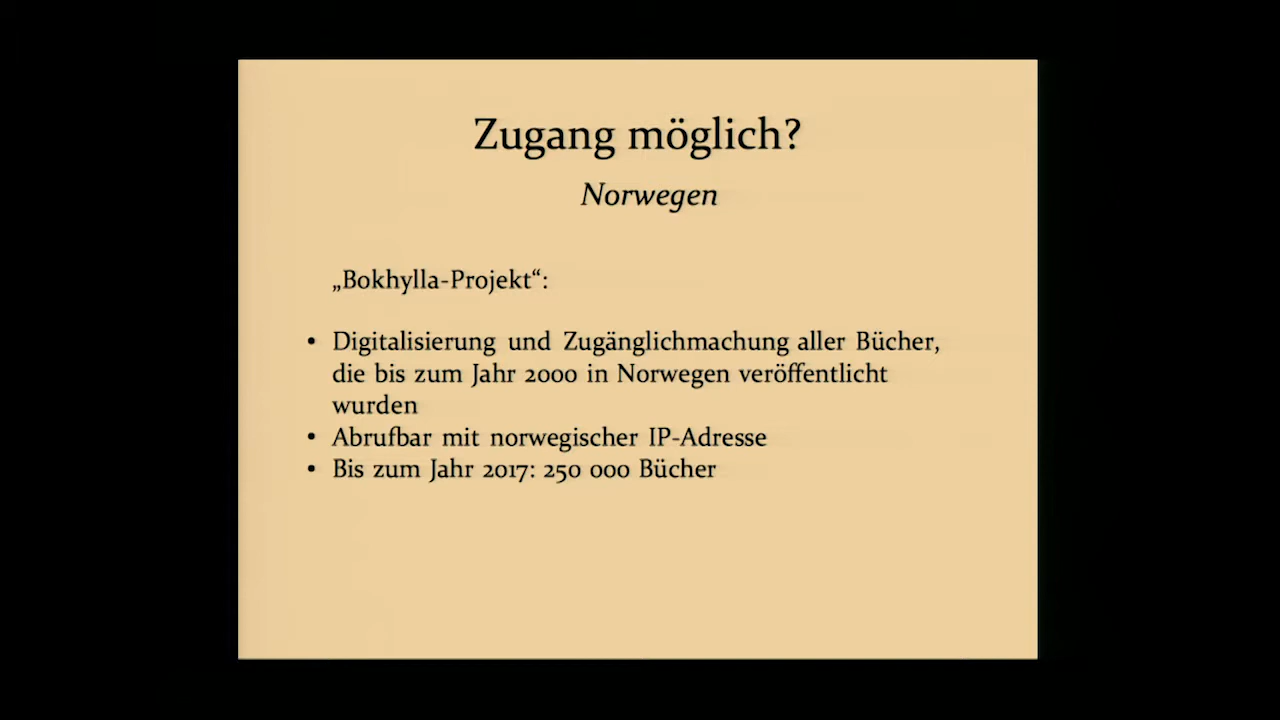 Zugang möglich?
Norwegen
„Bokhylla-Projekt“:
• Digitalisierung und Zugänglichmachung aller Bücher,
die bis zum Jahr 2000 in Norwegen veröffentlicht
wurden
• Abrufbar mit norwegischer IP-Adresse
• Bis zum Jahr 2017: 250 000 Bücher